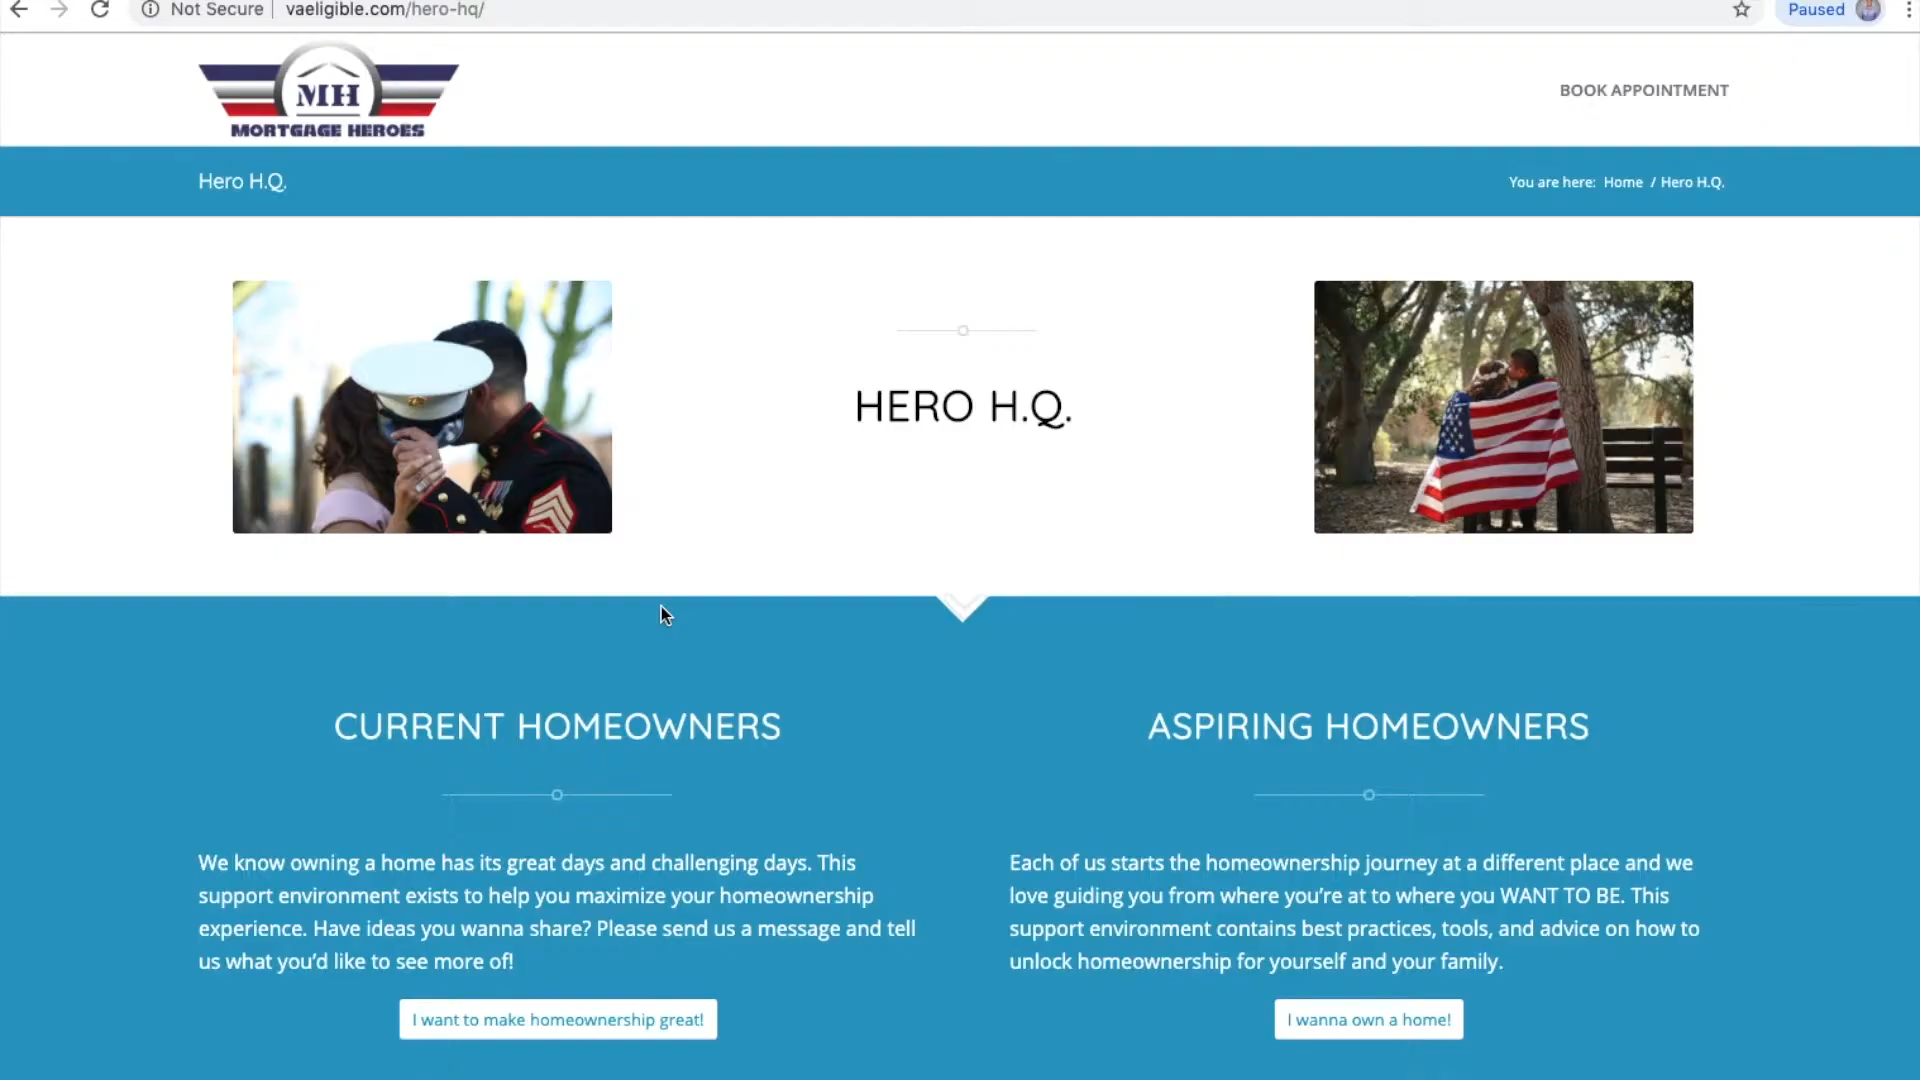 Not Secure
vaeligible.com/hero-hq/
Paused
MH
MORTGAGE HEROES
BOOK APPOINTMENT
Hero H.Q.
You are here: Home / Hero H.Q.
HERO H.Q.
CURRENT HOMEOWNERS
We know owning a home has its great days and challenging days. This
support environment exists to help you maximize your homeownership
experience. Have ideas you wanna share? Please send us a message and tell
us what you’d like to see more of!
I want to make homeownership great!
ASPIRING HOMEOWNERS
Each of us starts the homeownership journey at a different place and we
love guiding you from where you’re at to where you WANT TO BE. This
support environment contains best practices, tools, and advice on how to
unlock homeownership for yourself and your family.
I wanna own a home!